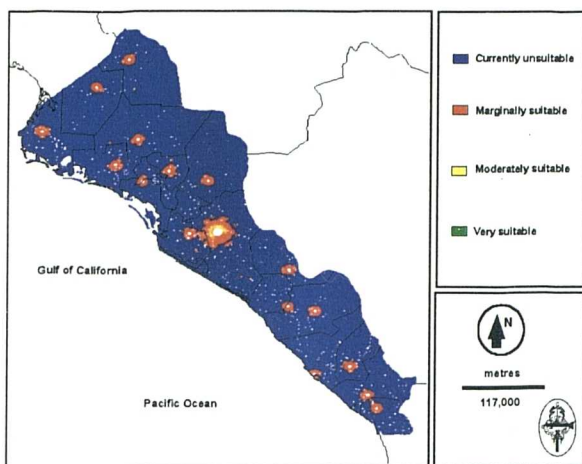 Currently unsuitable
Marginally suitable
Moderately suitable
Very suitable
Gulf of California
Pacific Ocean
N
metres
117,000